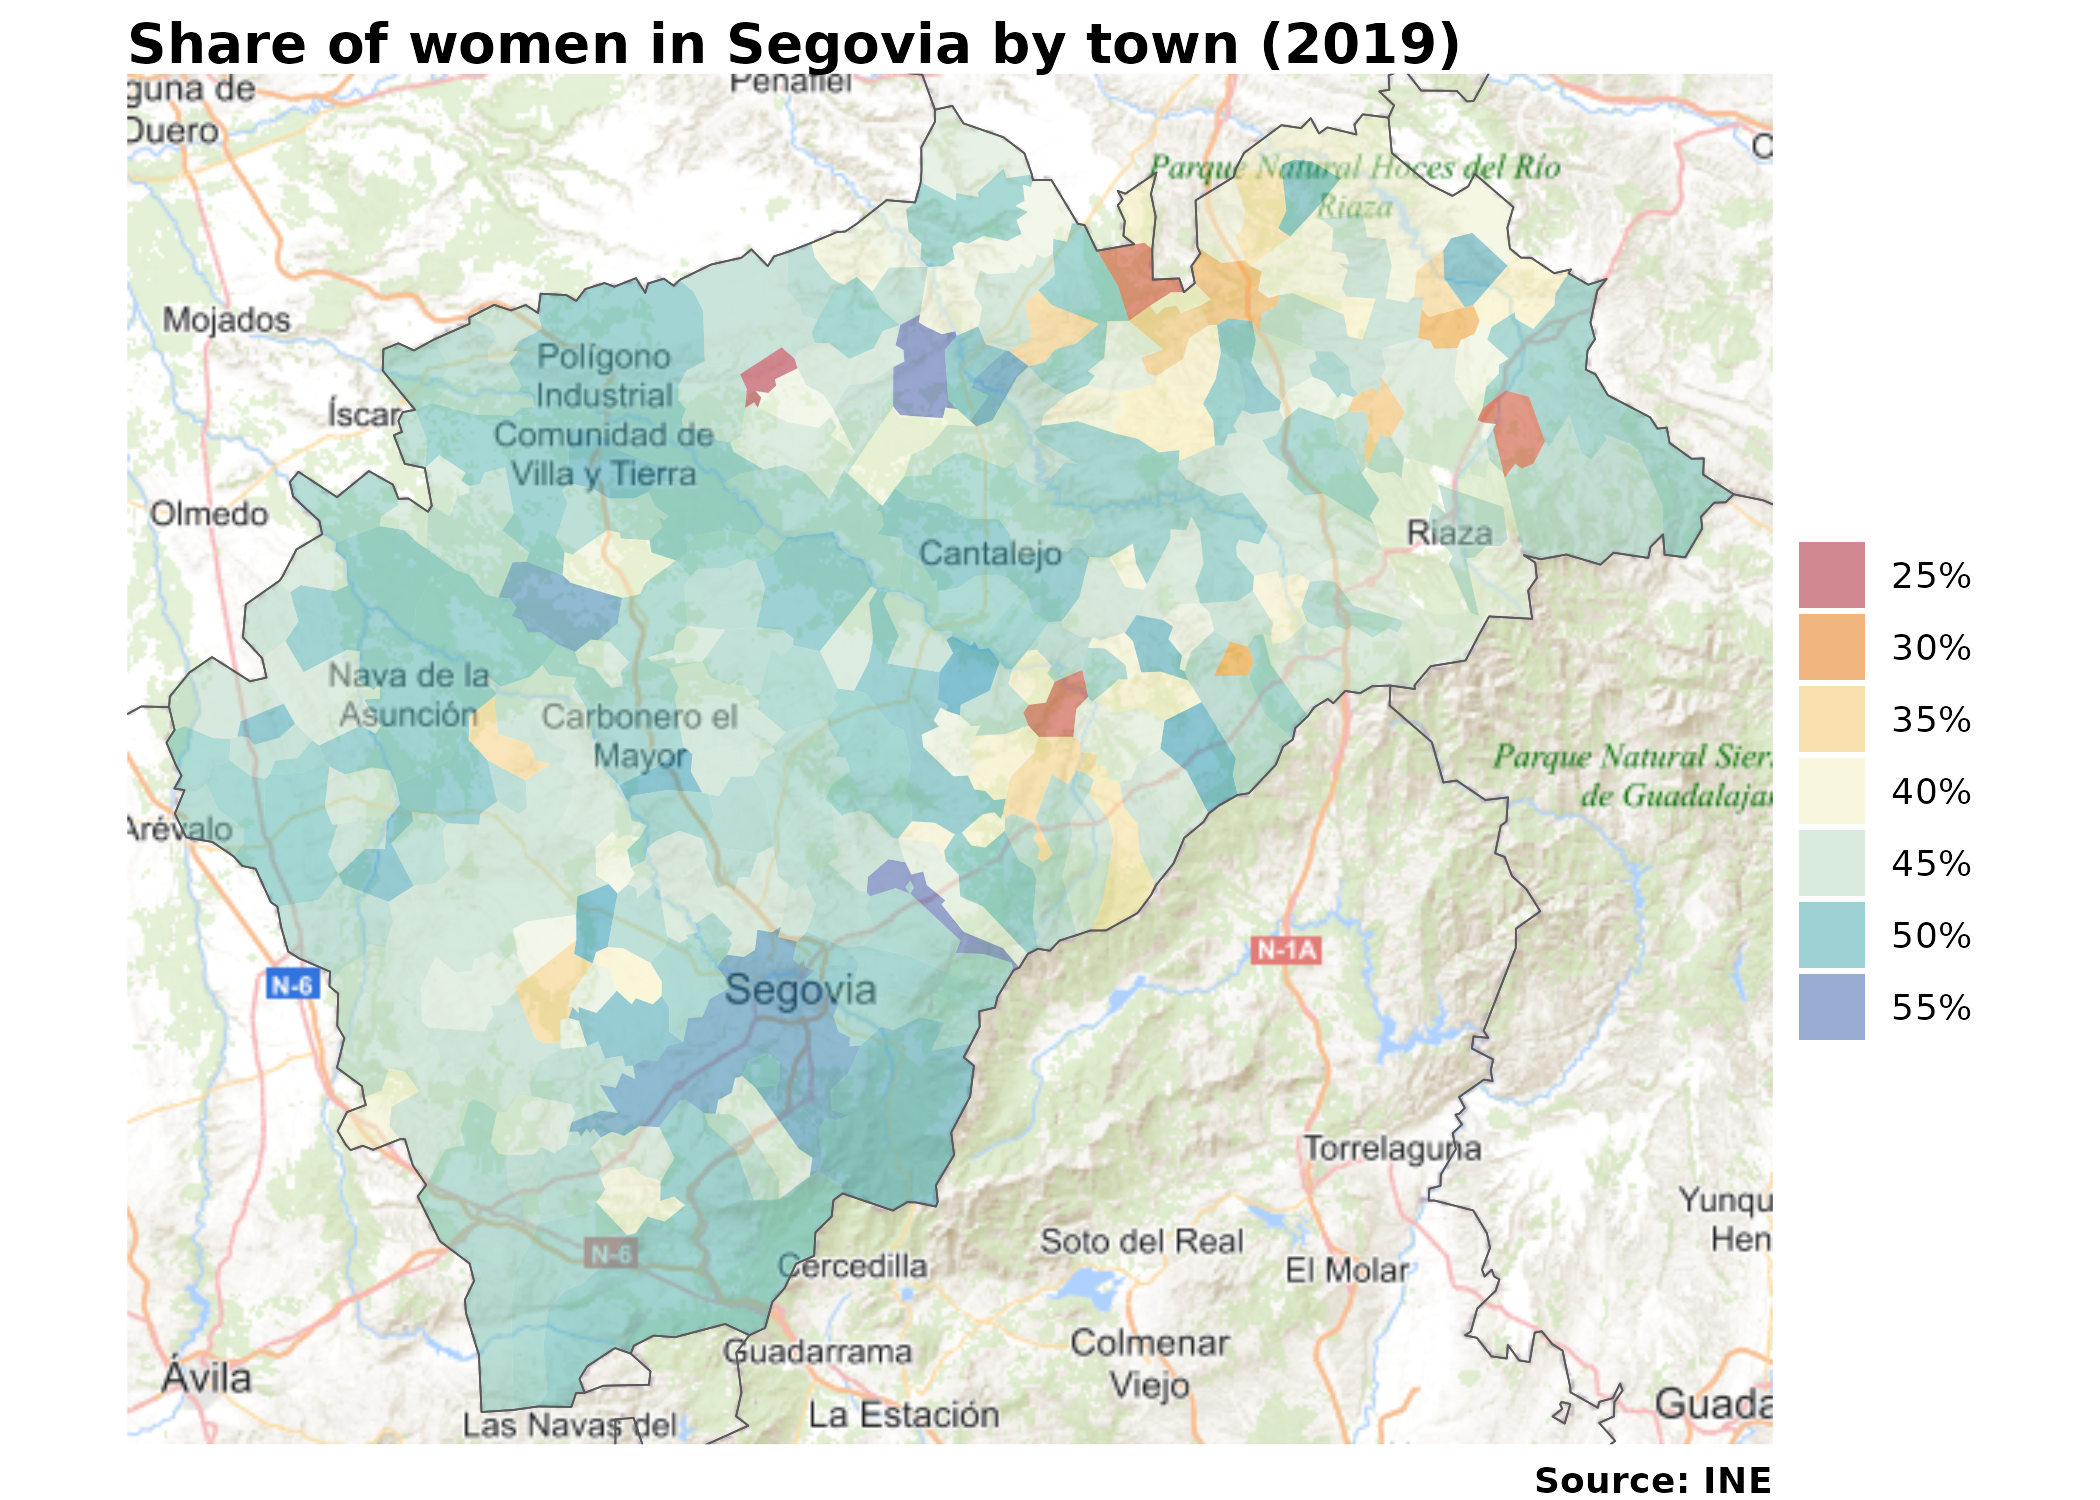 Share of women in Segovia by town (2019)
Peñafiel
guna de
Duero
Parque Natural Hoces del Río
Riaza
Mojados
Polígono
Industrial
Comunidad de
Villa y Tierra
Íscar
Olmedo
Cantalejo
Riaza
25%
30%
35%
40%
45%
50%
55%
Nava de la
Asunción
Carbonero el
Mayor
Parque Natural Sier
de Guadalaja
Arévalo
N-6
Segovia
N-1A
Torrelaguna
Yunqu
Hen
N-6
Cercedilla
Soto del Real
El Molar
Ávila
Guadarrama
Colmenar
Viejo
Las Navas del
La Estación
Guada
Source: INE